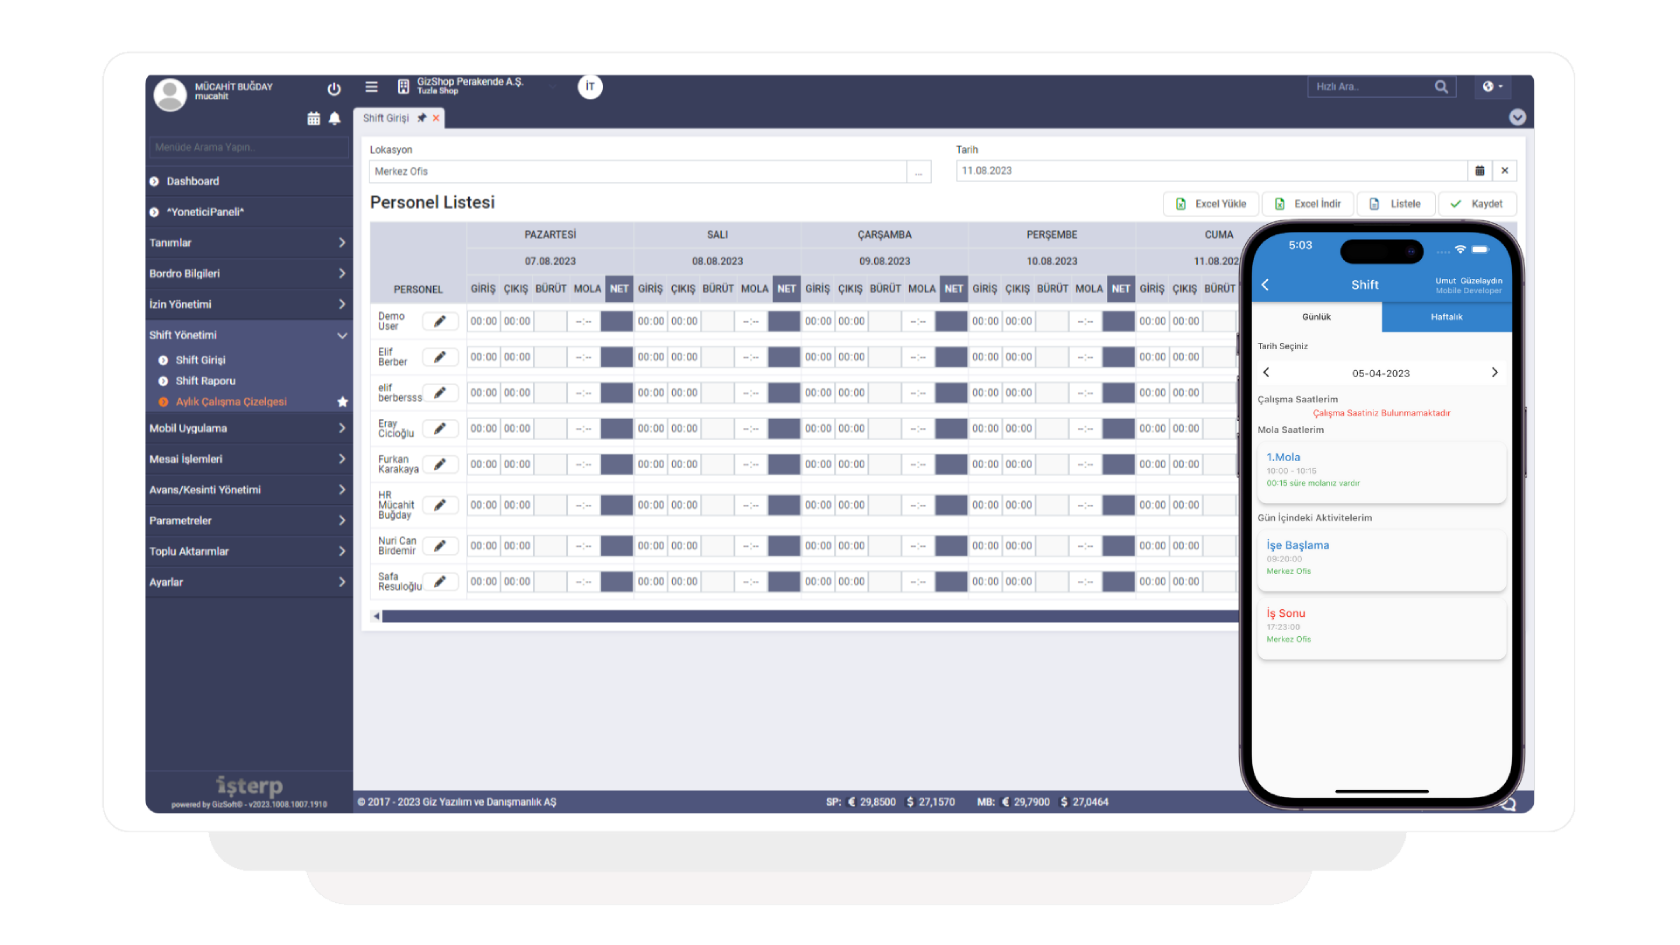 MÜCAHİT BUĞDAY
mucahit
GizShop Perakende A.Ş.
Tuzla Shop
İT
Hızlı Ara..
Shift Girişi
Menüde Arama Yapın..
Dashboard
*YoneticiPaneli*
Tanımlar
Bordro Bilgileri
İzin Yönetimi
Shift Yönetimi
Shift Girişi
Shift Raporu
Aylık Çalışma Çizelgesi
Mobil Uygulama
Mesai İşlemleri
Avans/Kesinti Yönetimi
Parametreler
Toplu Aktarımlar
Ayarlar
işterp
powered by GizSoft® - v2023.1008.1007.1910
Lokasyon
Merkez Ofis
...
Tarih
11.08.2023
Personel Listesi
Excel Yükle
Excel İndir
Listele
Kaydet
PAZARTESİ SALI ÇARŞAMBA PERŞEMBE CUMA
07.08.2023 08.08.2023 09.08.2023 10.08.2023 11.08.202
PERSONEL GİRİŞ ÇIKIŞ BÜRÜT MOLA NET GİRİŞ ÇIKIŞ BÜRÜT MOLA NET GİRİŞ ÇIKIŞ BÜRÜT MOLA NET GİRİŞ ÇIKIŞ BÜRÜT MOLA NET GİRİŞ ÇIKIŞ BÜRÜT
Demo
User
00:00 00:00 --:-- 00:00 00:00 --:-- 00:00 00:00 --:-- 00:00 00:00 --:-- 00:00 00:00
Elif
Berber
00:00 00:00 --:-- 00:00 00:00 --:-- 00:00 00:00 --:-- 00:00 00:00 --:-- 00:00 00:00
elif
berbersss
00:00 00:00 --:-- 00:00 00:00 --:-- 00:00 00:00 --:-- 00:00 00:00 --:-- 00:00 00:00
Eray
Cicioğlu
00:00 00:00 --:-- 00:00 00:00 --:-- 00:00 00:00 --:-- 00:00 00:00 --:-- 00:00 00:00
Furkan
Karakaya
00:00 00:00 --:-- 00:00 00:00 --:-- 00:00 00:00 --:-- 00:00 00:00 --:-- 00:00 00:00
HR
Mücahit
Buğday
00:00 00:00 --:-- 00:00 00:00 --:-- 00:00 00:00 --:-- 00:00 00:00 --:-- 00:00 00:00
Nuri Can
Birdemir
00:00 00:00 --:-- 00:00 00:00 --:-- 00:00 00:00 --:-- 00:00 00:00 --:-- 00:00 00:00
Safa
Resuloğlu
00:00 00:00 --:-- 00:00 00:00 --:-- 00:00 00:00 --:-- 00:00 00:00 --:-- 00:00 00:00
© 2017 - 2023 Giz Yazılım ve Danışmanlık AŞ
SP: € 29,8500 $ 27,1570 MB: € 29,7900 $ 27,0464
5:03
Shift
Umut Güzelaydın
Mobile Developer
Günlük
Haftalık
Tarih Seçiniz
05-04-2023
Çalışma Saatlerim
Çalışma Saatiniz Bulunmamaktadır
Mola Saatlerim
1.Mola
10:00 - 10:15
00:15 süre molanız vardır
Gün İçindeki Aktivitelerim
İşe Başlama
09:20:00
Merkez Ofis
İş Sonu
17:23:00
Merkez Ofis